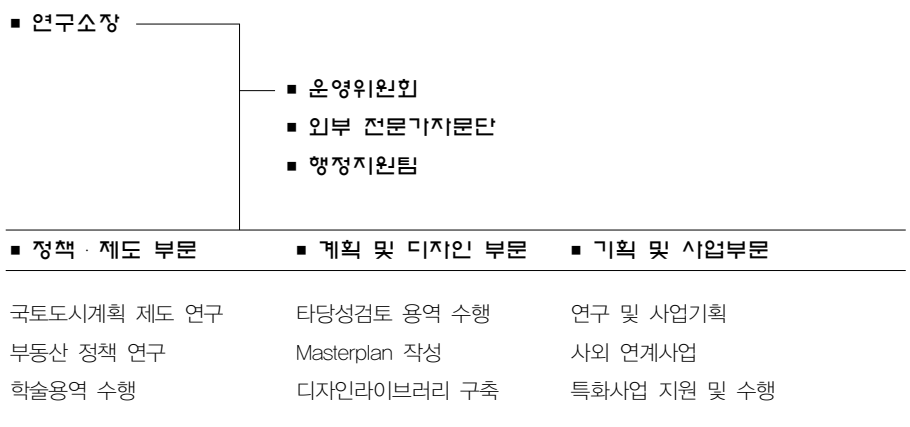 ■ 연구소장
■ 운영위원회
■ 외부 전문가자문단
■ 행정지원팀
■ 정책·제도 부문 ■ 계획 및 디자인 부문 ■ 기획 및 사업부문
국토도시계획 제도 연구 타당성검토 용역 수행 연구 및 사업기획
부동산 정책 연구 Masterplan 작성 사외 연계사업
학술용역 수행 디자인라이브러리 구축 특화사업 지원 및 수행